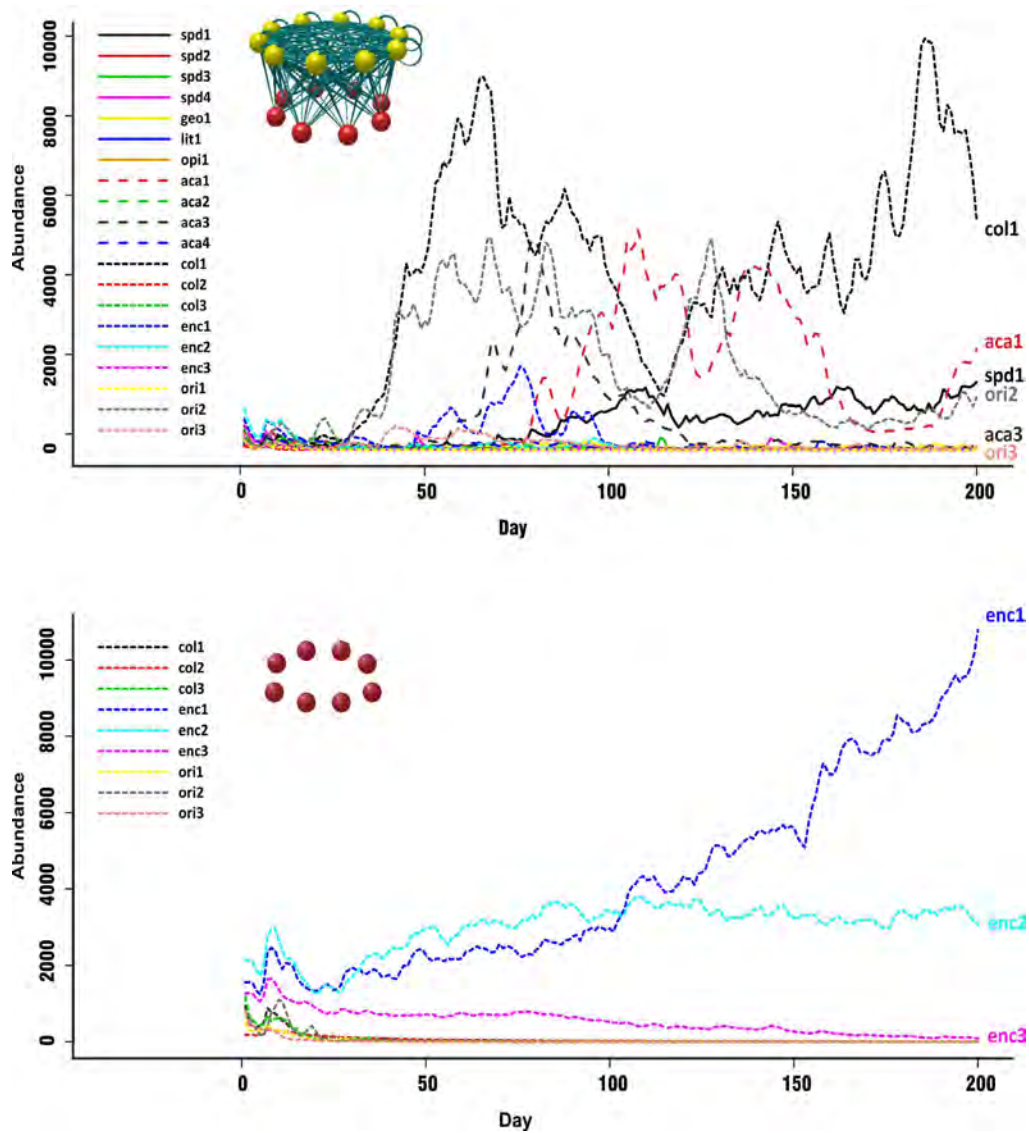 10000
8000
6000
4000
2000
0
Abundance
spd1
spd2
spd3
spd4
geo1
lit1
opi1
aca1
aca2
aca3
aca4
col1
col2
col3
enc1
enc2
enc3
ori1
ori2
ori3
col1
aca1
spd1
ori2
aca3
ori3
0 50 100 150 200
Day
10000
8000
6000
4000
2000
0
Abundance
col1
col2
col3
enc1
enc2
enc3
ori1
ori2
ori3
enc1
enc2
enc3
0 50 100 150 200
Day